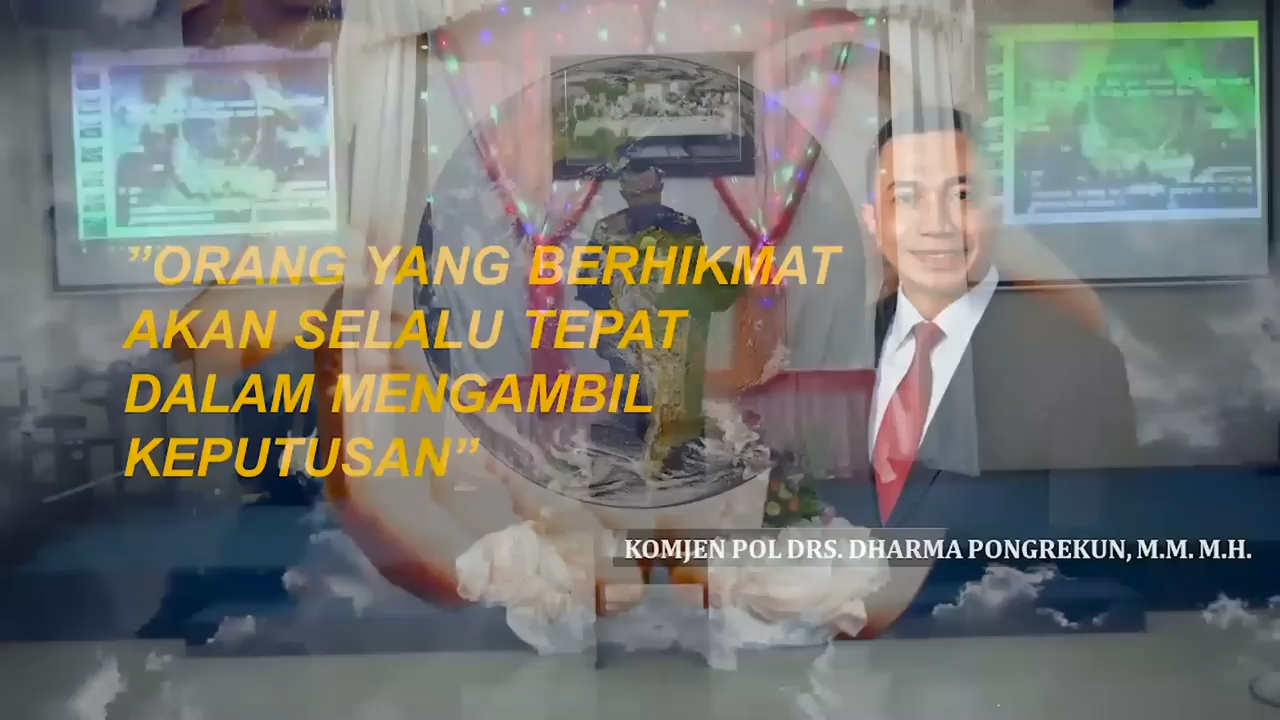 ”ORANG YANG BERHIKMAT
AKAN SELALU TEPAT
DALAM MENGAMBIL
KEPUTUSAN”
KOMJEN POL DRS. DHARMA PONGREKUN, M.M. M.H.